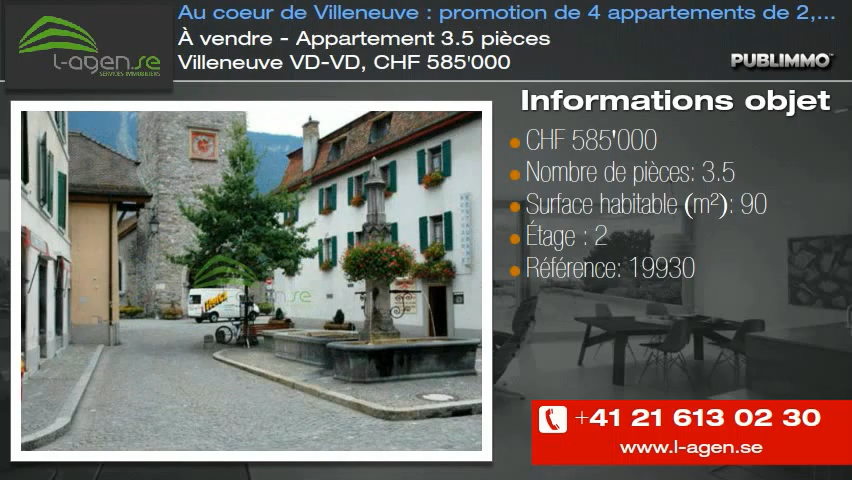 Au coeur de Villeneuve : promotion de 4 appartements de 2,...
À vendre - Appartement 3.5 pièces
Villeneuve VD-VD, CHF 585'000
l-agen.se
SERVICES IMMOBILIERS
PUBLIMMO
Informations objet
CHF 585'000
Nombre de pièces: 3.5
Surface habitable (m²): 90
Étage : 2
Référence: 19930
+41 21 613 02 30
www.l-agen.se